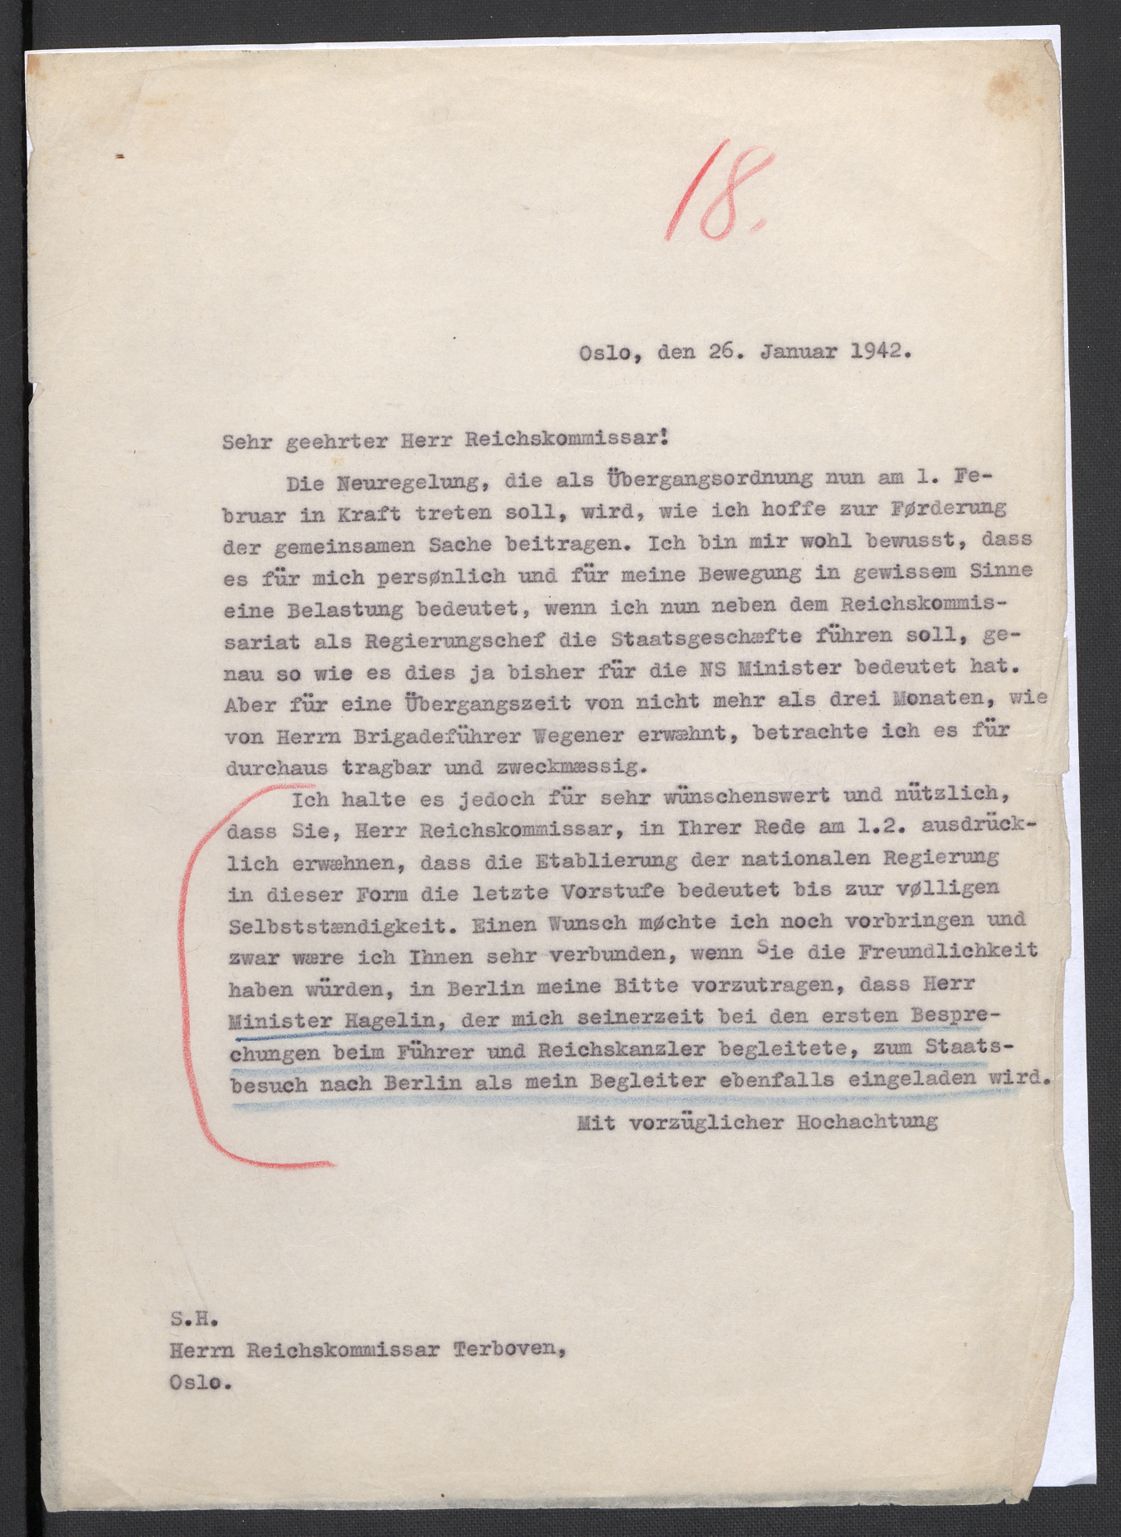 18.
Oslo, den 26. Januar 1942.
Sehr geehrter Herr Reichskommissar!
Die Neuregelung, die als Übergangsordnung nun am 1. Fe-
bruar in Kraft treten soll, wird, wie ich hoffe zur Førderung
der gemeinsamen Sache beitragen. Ich bin mir wohl bewusst, dass
es für mich persønlich und für meine Bewegung in gewissem Sinne
eine Belastung bedeutet, wenn ich nun neben dem Reichskommis-
sariat als Regierungschef die Staatsgeschæfte führen soll, ge-
nau so wie es dies ja bisher für die NS Minister bedeutet hat.
Aber für eine Übergangszeit von nicht mehr als drei Monaten, wie
von Herrn Brigadeführer Wegener erwæhnt, betrachte ich es für
durchaus tragbar und zweckmæssig.
Ich halte es jedoch für sehr wünschenswert und nützlich,
dass Sie, Herr Reichskommissar, in Ihrer Rede am 1.2. ausdrück-
lich erwæhnen, dass die Etablierung der nationalen Regierung
in dieser Form die letzte Vorstufe bedeutet bis zur vølligen
Selbststændigkeit. Einen Wunsch møchte ich noch vorbringen und
zwar wære ich Ihnen sehr verbunden, wenn Sie die Freundlichkeit
haben würden, in Berlin meine Bitte vorzutragen, dass Herr
Minister Hagelin, der mich seinerzeit bei den ersten Bespre-
chungen beim Führer und Reichskanzler begleitete, zum Staats-
besuch nach Berlin als mein Begleiter ebenfalls eingeladen wird.
Mit vorzüglicher Hochachtung
S.H.
Herrn Reichskommissar Terboven,
Oslo.